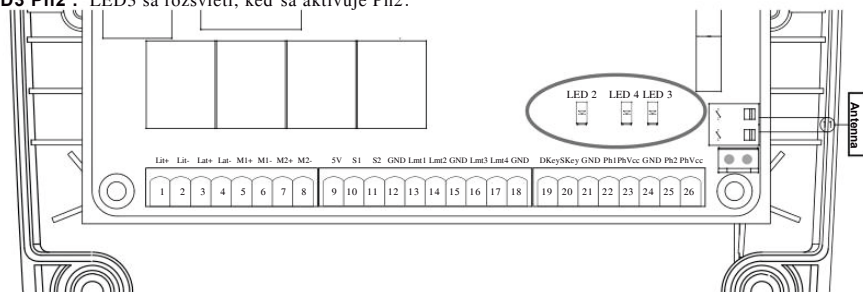 D3 Ph2 : LED3 sa rozsvieti, keď sa aktivuje Ph2.
LED 2 LED 4 LED 3
Antenna
11
Lit+ Lit- Lat+ Lat- M1+ M1- M2+ M2- 5V S1 S2 GND Lmt1 Lmt2 GND Lmt3 Lmt4 GND DKey SKey GND Ph1 PhVcc GND Ph2 PhVcc
1 2 3 4 5 6 7 8 9 10 11 12 13 14 15 16 17 18 19 20 21 22 23 24 25 26